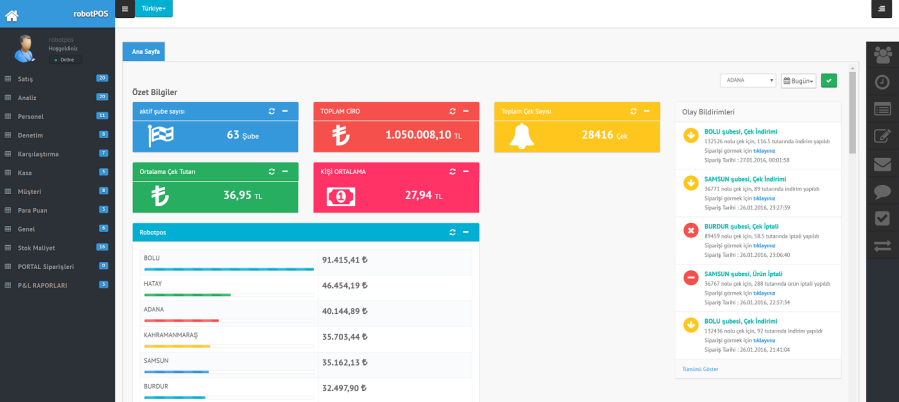 robotPOS
Türkiye
robotpos
Hoşgeldiniz
Online
Satış 20
Analiz 20
Personel 11
Denetim 0
Karşılaştırma 7
Kasa 5
Müşteri 8
Para Puan
Genel
Stok Maliyet 16
PORTAL Siparişleri 0
P&L RAPORLARI
Ana Sayfa
Özet Bilgiler
ADANA
Bugün
aktif şube sayısı
63 Şube
TOPLAM CİRO
1.050.008,10 TL
Toplam Çek Sayısı
28416 Çek
Ortalama Çek Tutarı
36,95 TL
KİŞİ ORTALAMA
27,94 TL
Robotpos
BOLU 91.415,41 ₺
HATAY 46.454,19 ₺
ADANA 40.144,89 ₺
KAHRAMANMARAŞ 35.703,44 ₺
SAMSUN 35.162,13 ₺
BURDUR 32.497,90 ₺
Olay Bildirimleri
BOLU şubesi, Çek İndirimi
132526 nolu çek için, 116.5 tutarında indirim yapıldı
Siparişi görmek için tıklayınız
Sipariş Tarihi : 27.01.2016, 00:01:58
SAMSUN şubesi, Çek İndirimi
36771 nolu çek için, 89 tutarında indirim yapıldı
Siparişi görmek için tıklayınız
Sipariş Tarihi : 26.01.2016, 23:27:39
BURDUR şubesi, Çek İptali
89459 nolu çek için, 58.5 tutarında iptali yapıldı
Siparişi görmek için tıklayınız
Sipariş Tarihi : 26.01.2016, 23:06:40
SAMSUN şubesi, Ürün İptali
36767 nolu çek için, 288 tutarında ürün iptali yapıldı
Siparişi görmek için tıklayınız
Sipariş Tarihi : 26.01.2016, 22:57:34
BOLU şubesi, Çek İndirimi
132436 nolu çek için, 92 tutarında indirim yapıldı
Siparişi görmek için tıklayınız
Sipariş Tarihi : 26.01.2016, 21:41:04
Tümünü Göster